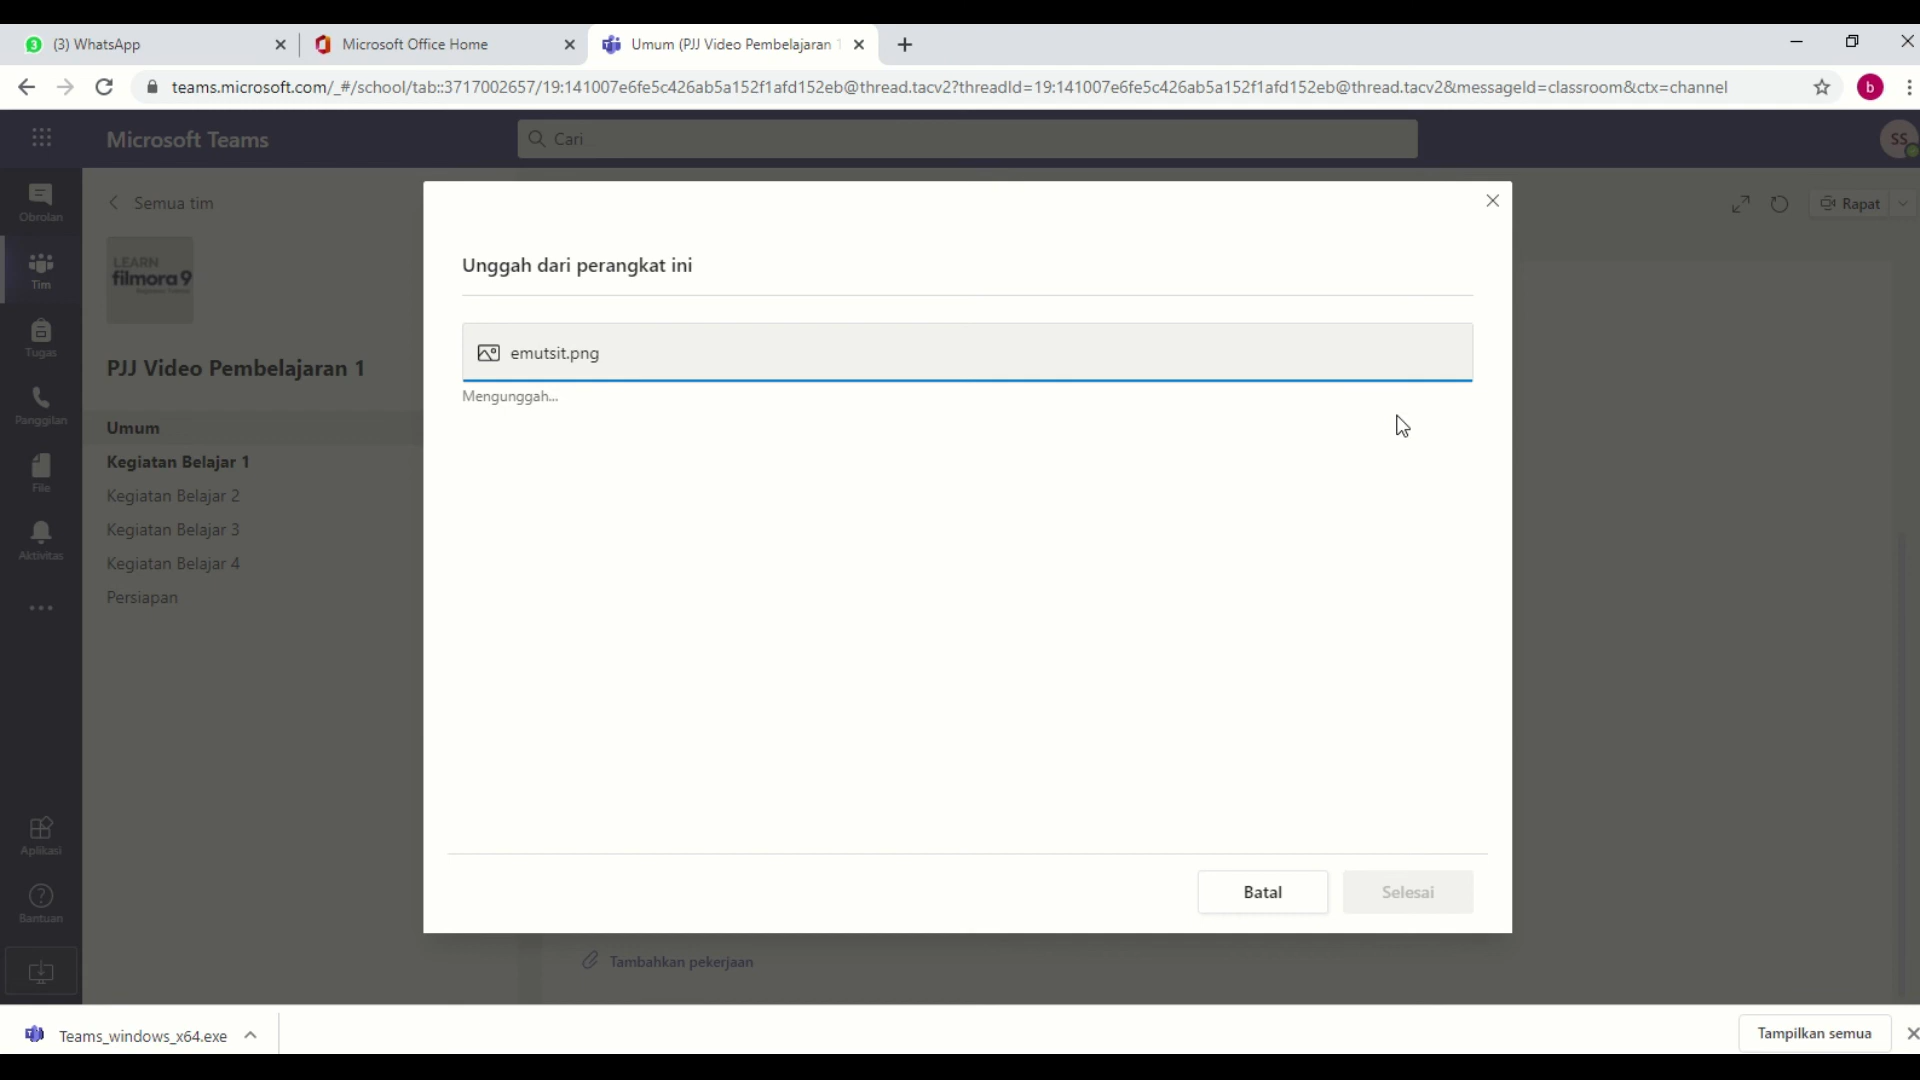 3
(3) WhatsApp
Microsoft Office Home
Umum (PJJ Video Pembelajaran 1
teams.microsoft.com/_#/school/tab::3717002657/19:141007e6fe5c426ab5a152f1afd152eb@thread.tacv2?threadId=19:141007e6fe5c426ab5a152f1afd152eb@thread.tacv2&messageId=classroom&ctx=channel
b
Microsoft Teams
Cari
SS
Obrolan
Tim
Tugas
Panggilan
File
Aktivitas
Aplikasi
Bantuan
Semua tim
LEARN
filmora9
PJJ Video Pembelajaran 1
Umum
Kegiatan Belajar 1
Kegiatan Belajar 2
Kegiatan Belajar 3
Kegiatan Belajar 4
Persiapan
Rapat
Unggah dari perangkat ini
emutsit.png
Mengunggah...
Batal
Selesai
Tambahkan pekerjaan
Teams_windows_x64.exe
Tampilkan semua